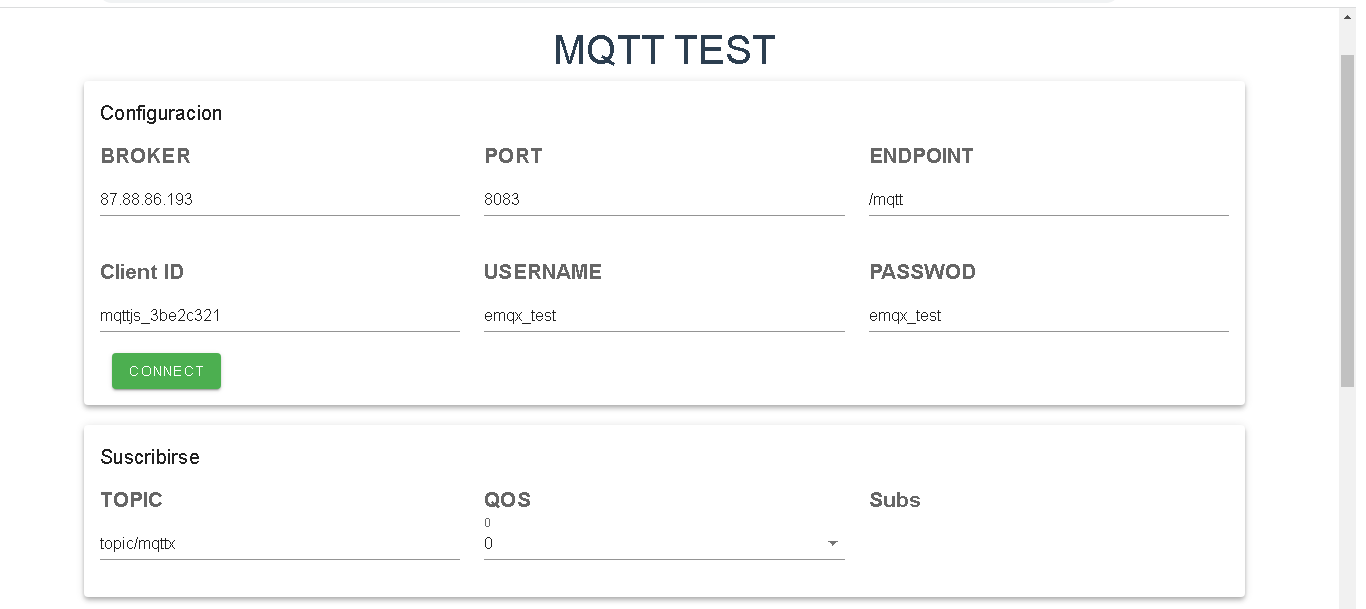 MQTT TEST
Configuracion
BROKER PORT ENDPOINT
87.88.86.193 8083 /mqtt
Client ID USERNAME PASSWOD
mqttjs_3be2c321 emqx_test emqx_test
CONNECT
Suscribirse
TOPIC QOS Subs
0
topic/mqttx 0